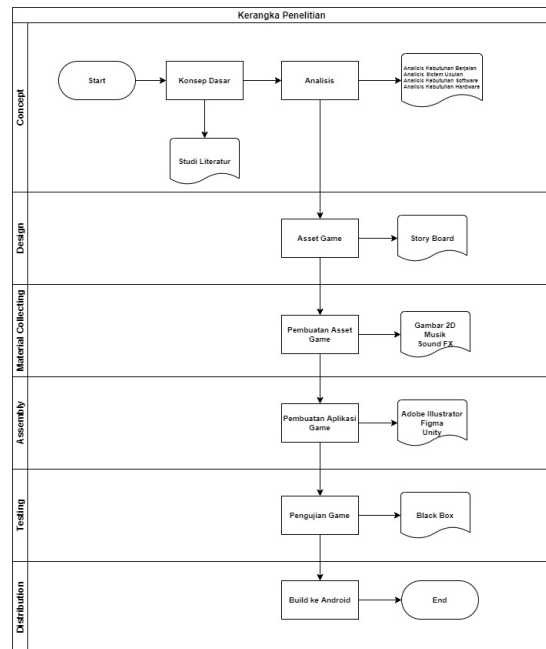 Kerangka Penelitian
Concept
Start
Konsep Dasar
Analisis
Analisis Kebutuhan Berjalan
Analisis Sistem Usulan
Analisis Kebutuhan Software
Analisis Kebutuhan Hardware
Studi Literatur
Design
Asset Game
Story Board
Material Collecting
Pembuatan Asset
Game
Gambar 2D
Musik
Sound FX
Assembly
Pembuatan Aplikasi
Game
Adobe Illustrator
Figma
Unity
Testing
Pengujian Game
Black Box
Distribution
Build ke Android
End